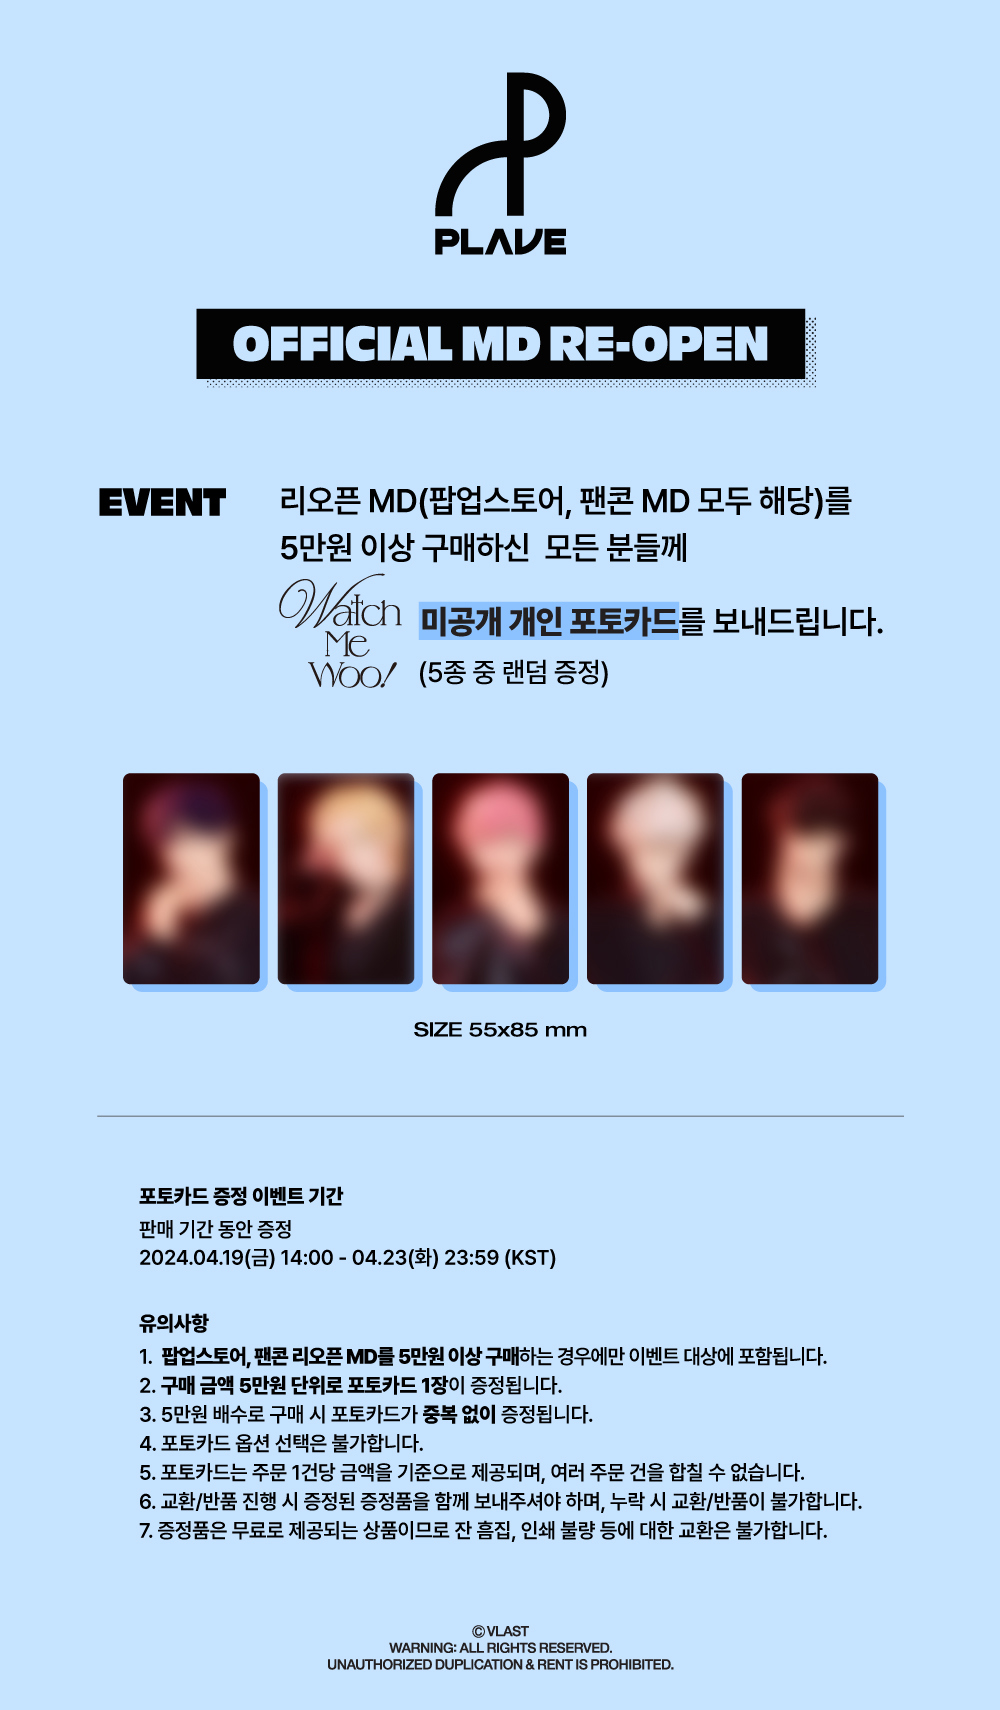 PLAVE
OFFICIAL MD RE-OPEN
EVENT
리오픈 MD(팝업스토어, 팬콘 MD 모두 해당)를
5만원 이상 구매하신 모든 분들께
Watch
Me
Woo!
미공개 개인 포토카드를 보내드립니다.
(5종 중 랜덤 증정)
SIZE 55x85 mm
포토카드 증정 이벤트 기간
판매 기간 동안 증정
2024.04.19(금) 14:00 - 04.23(화) 23:59 (KST)
유의사항
1. 팝업스토어, 팬콘 리오픈 MD를 5만원 이상 구매하는 경우에만 이벤트 대상에 포함됩니다.
2. 구매 금액 5만원 단위로 포토카드 1장이 증정됩니다.
3. 5만원 배수로 구매 시 포토카드가 중복 없이 증정됩니다.
4. 포토카드 옵션 선택은 불가합니다.
5. 포토카드는 주문 1건당 금액을 기준으로 제공되며, 여러 주문 건을 합칠 수 없습니다.
6. 교환/반품 진행 시 증정된 증정품을 함께 보내주셔야 하며, 누락 시 교환/반품이 불가합니다.
7. 증정품은 무료로 제공되는 상품이므로 잔 흠집, 인쇄 불량 등에 대한 교환은 불가합니다.
Ⓒ VLAST
WARNING: ALL RIGHTS RESERVED.
UNAUTHORIZED DUPLICATION & RENT IS PROHIBITED.